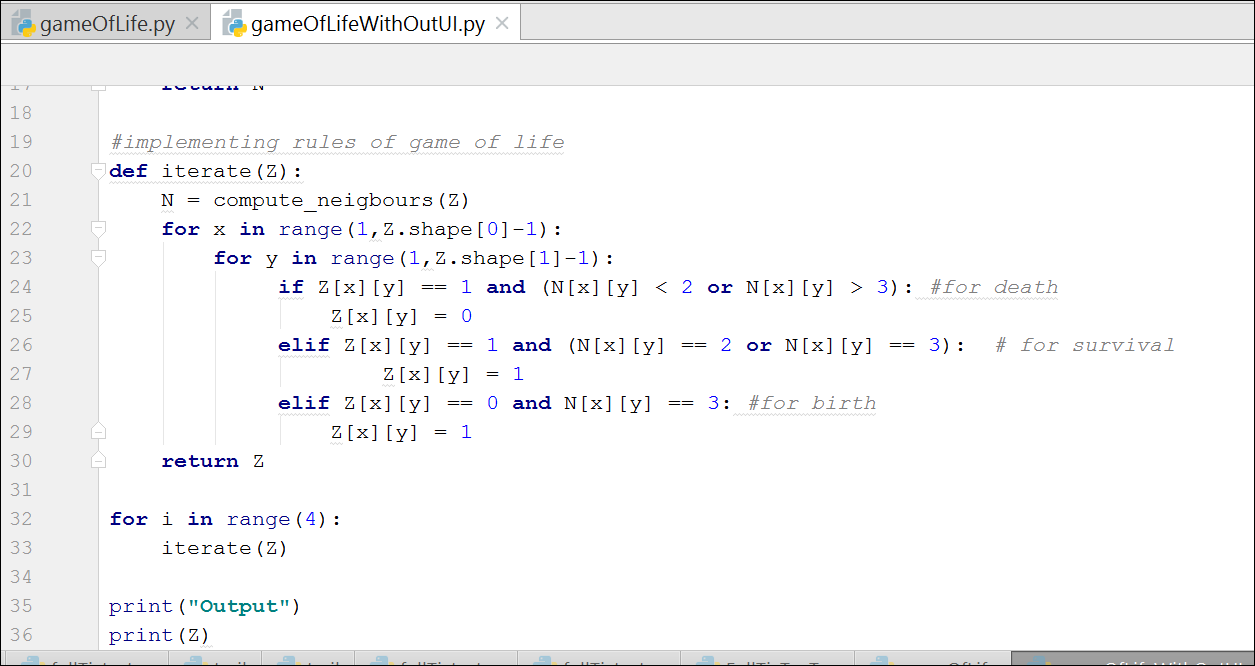 gameOfLife.py
gameOfLifeWithOutUI.py
17 return N
18
19 #implementing rules of game of life
20 def iterate(Z):
21 N = compute_neigbours(Z)
22 for x in range(1,Z.shape[0]-1):
23 for y in range(1,Z.shape[1]-1):
24 if Z[x][y] == 1 and (N[x][y] < 2 or N[x][y] > 3): #for death
25 Z[x][y] = 0
26 elif Z[x][y] == 1 and (N[x][y] == 2 or N[x][y] == 3): # for survival
27 Z[x][y] = 1
28 elif Z[x][y] == 0 and N[x][y] == 3: #for birth
29 Z[x][y] = 1
30 return Z
31
32 for i in range(4):
33 iterate(Z)
34
35 print("Output")
36 print(Z)